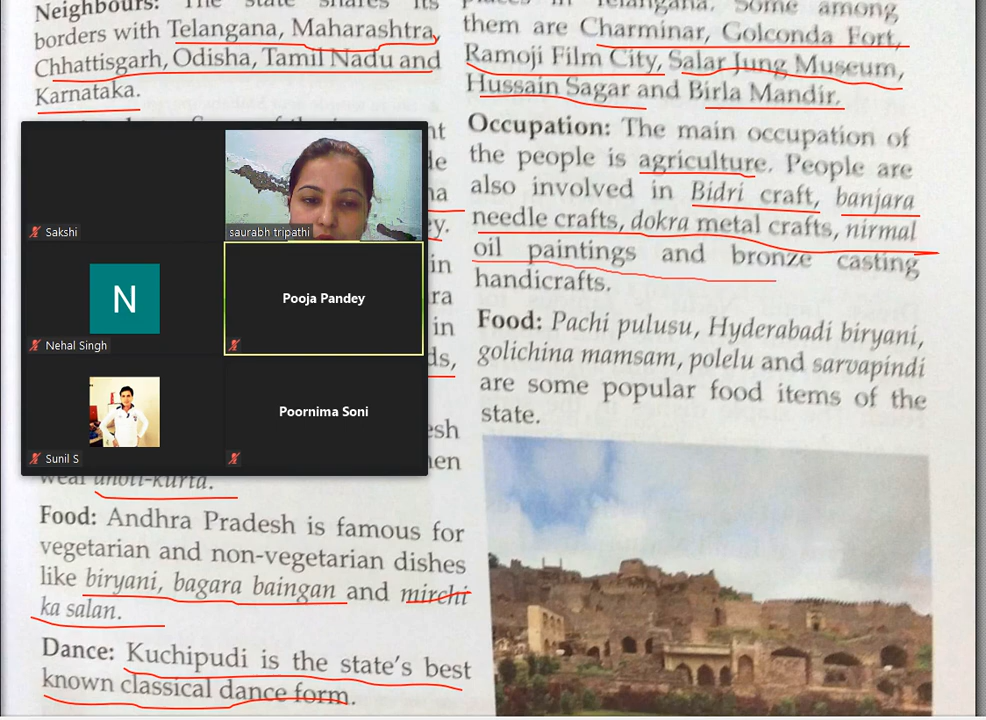 Neighbours: The state shares its
borders with Telangana, Maharashtra,
Chhattisgarh, Odisha, Tamil Nadu and
Karnataka.
Sakshi
saurabh tripathi
N
Nehal Singh
Pooja Pandey
Sunil S
Poornima Soni
wear dhoti-kurta.
Food: Andhra Pradesh is famous for
vegetarian and non-vegetarian dishes
like biryani, bagara baingan and mirchi
ka salan.
Dance: Kuchipudi is the state's best
known classical dance form.
places in Telangana. Some among
them are Charminar, Golconda Fort,
Ramoji Film City, Salar Jung Museum,
Hussain Sagar and Birla Mandir.
Occupation: The main occupation of
the people is agriculture. People are
also involved in Bidri craft, banjara
needle crafts, dokra metal crafts, nirmal
oil paintings and bronze casting
handicrafts.
Food: Pachi pulusu, Hyderabadi biryani,
golichina mamsam, polelu and sarvapindi
are some popular food items of the
state.